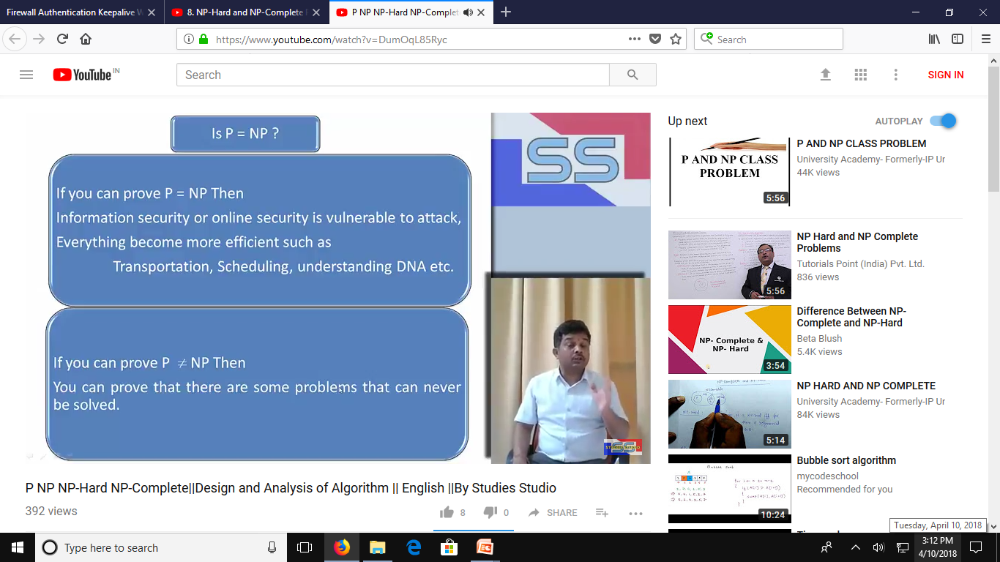 Firewall Authentication Keepalive W
8. NP-Hard and NP-Complete
P NP NP-Hard NP-Complet
https://www.youtube.com/watch?v=DumOqL85Ryc
Search
YouTube IN
Search
SIGN IN
Is P = NP ?
If you can prove P = NP Then
Information security or online security is vulnerable to attack,
Everything become more efficient such as
Transportation, Scheduling, understanding DNA etc.
If you can prove P ≠ NP Then
You can prove that there are some problems that can never
be solved.
SS
P NP NP-Hard NP-Complete||Design and Analysis of Algorithm || English ||By Studies Studio
392 views
8
0
SHARE
Up next
AUTOPLAY
P AND NP CLASS
PROBLEM
5:56
P AND NP CLASS PROBLEM
University Academy- Formerly-IP Ur
44K views
5:56
NP Hard and NP Complete
Problems
Tutorials Point (India) Pvt. Ltd.
836 views
NP- Complete &
NP- Hard
3:54
Difference Between NP-
Complete and NP-Hard
Beta Blush
5.4K views
5:14
NP HARD AND NP COMPLETE
University Academy- Formerly-IP Ur
84K views
Bubble sort
10:24
Bubble sort algorithm
mycodeschool
Recommended for you
Tuesday, April 10, 2018
Type here to search
3:12 PM
4/10/2018